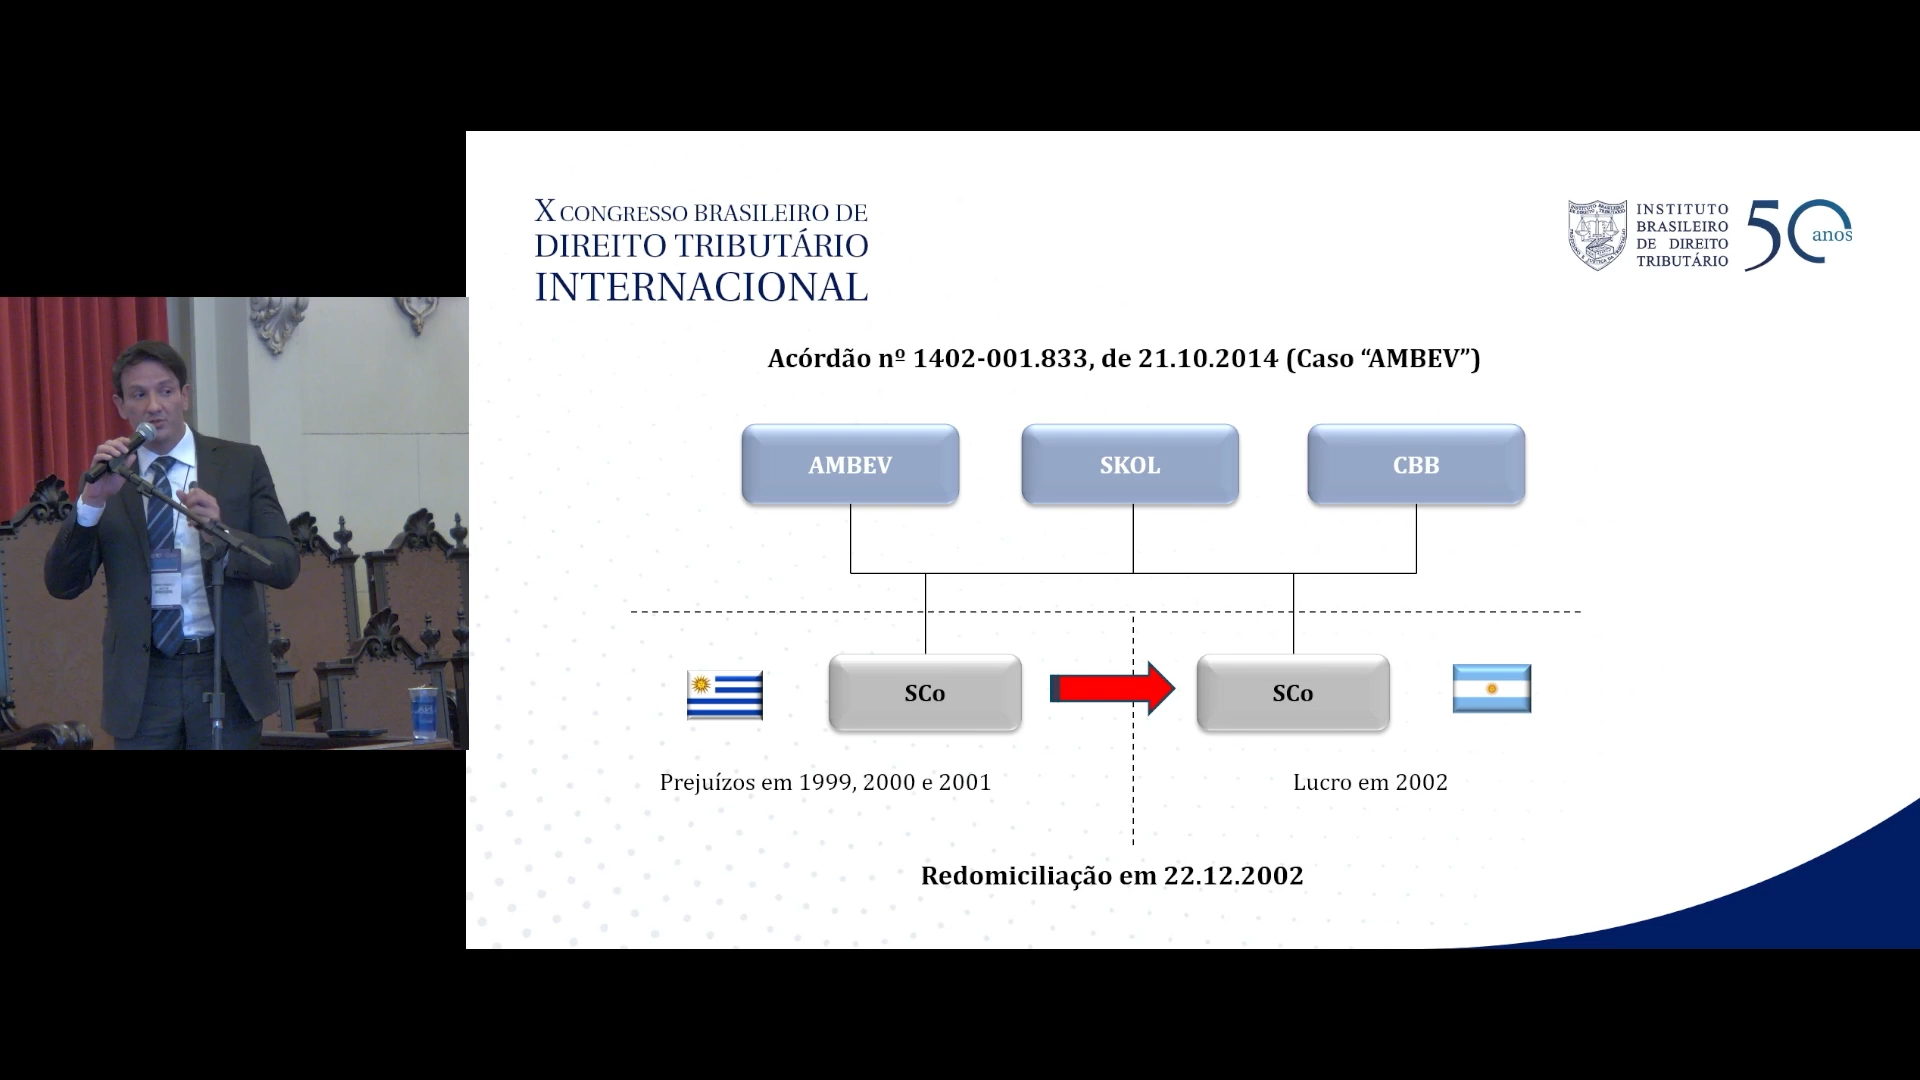 X CONGRESSO BRASILEIRO DE
DIREITO TRIBUTÁRIO
INTERNACIONAL
INSTITUTO
BRASILEIRO
DE DIREITO
TRIBUTÁRIO
50 anos
Acórdão nº 1402-001.833, de 21.10.2014 (Caso “AMBEV”)
AMBEV
SKOL
CBB
SCo
SCo
Prejuízos em 1999, 2000 e 2001
Lucro em 2002
Redomiciliação em 22.12.2002